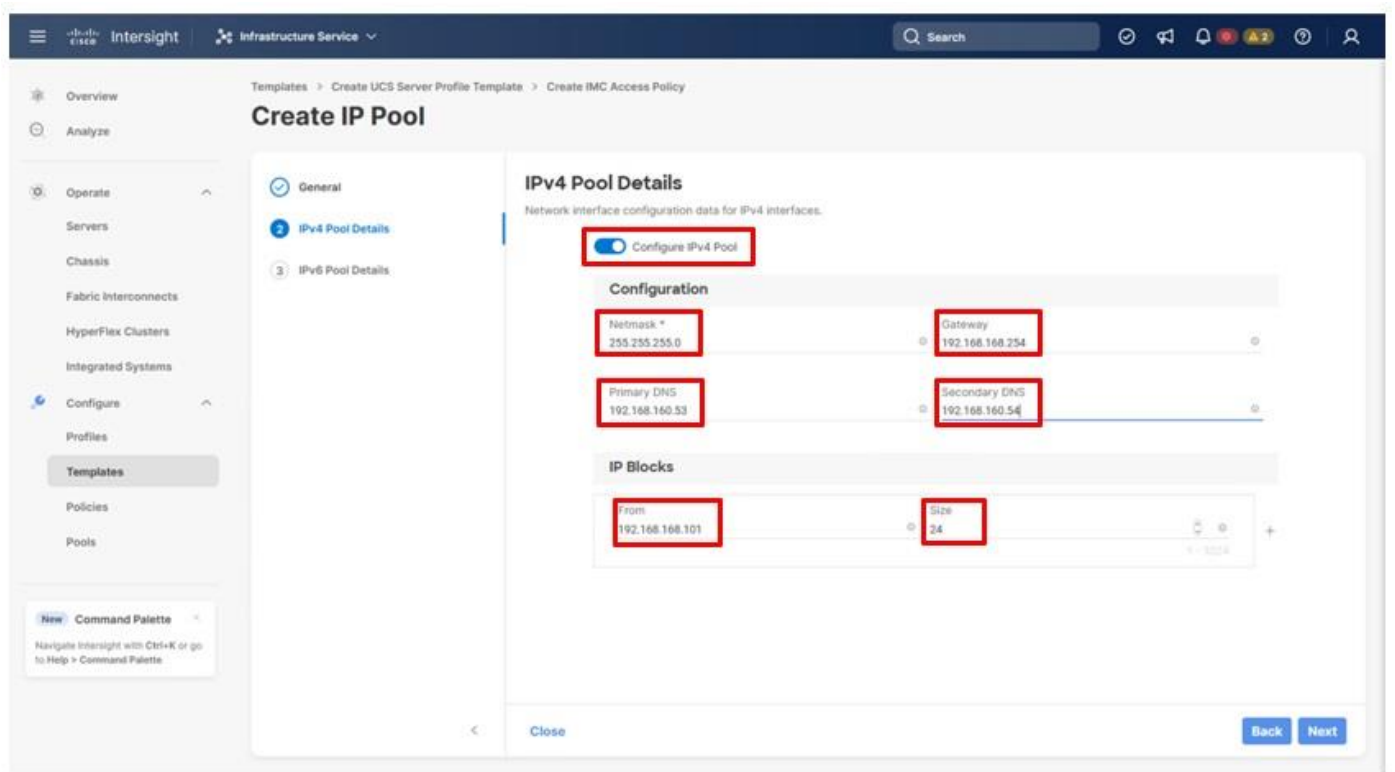 cisco Intersight Infrastructure Service Search 2
Overview
Analyze
Operate
Servers
Chassis
Fabric Interconnects
HyperFlex Clusters
Integrated Systems
Configure
Profiles
Templates
Policies
Pools
New Command Palette
Navigate Intersight with Ctrl+K or go
to Help > Command Palette
Templates > Create UCS Server Profile Template > Create IMC Access Policy
Create IP Pool
General
2 IPv4 Pool Details
3 IPv6 Pool Details
IPv4 Pool Details
Network interface configuration data for IPv4 interfaces.
Configure IPv4 Pool
Configuration
Netmask * Gateway
255.255.255.0 192.168.168.254
Primary DNS Secondary DNS
192.168.160.53 192.168.160.54
IP Blocks
From Size
192.168.168.101 24
1 - 1024
Close Back Next